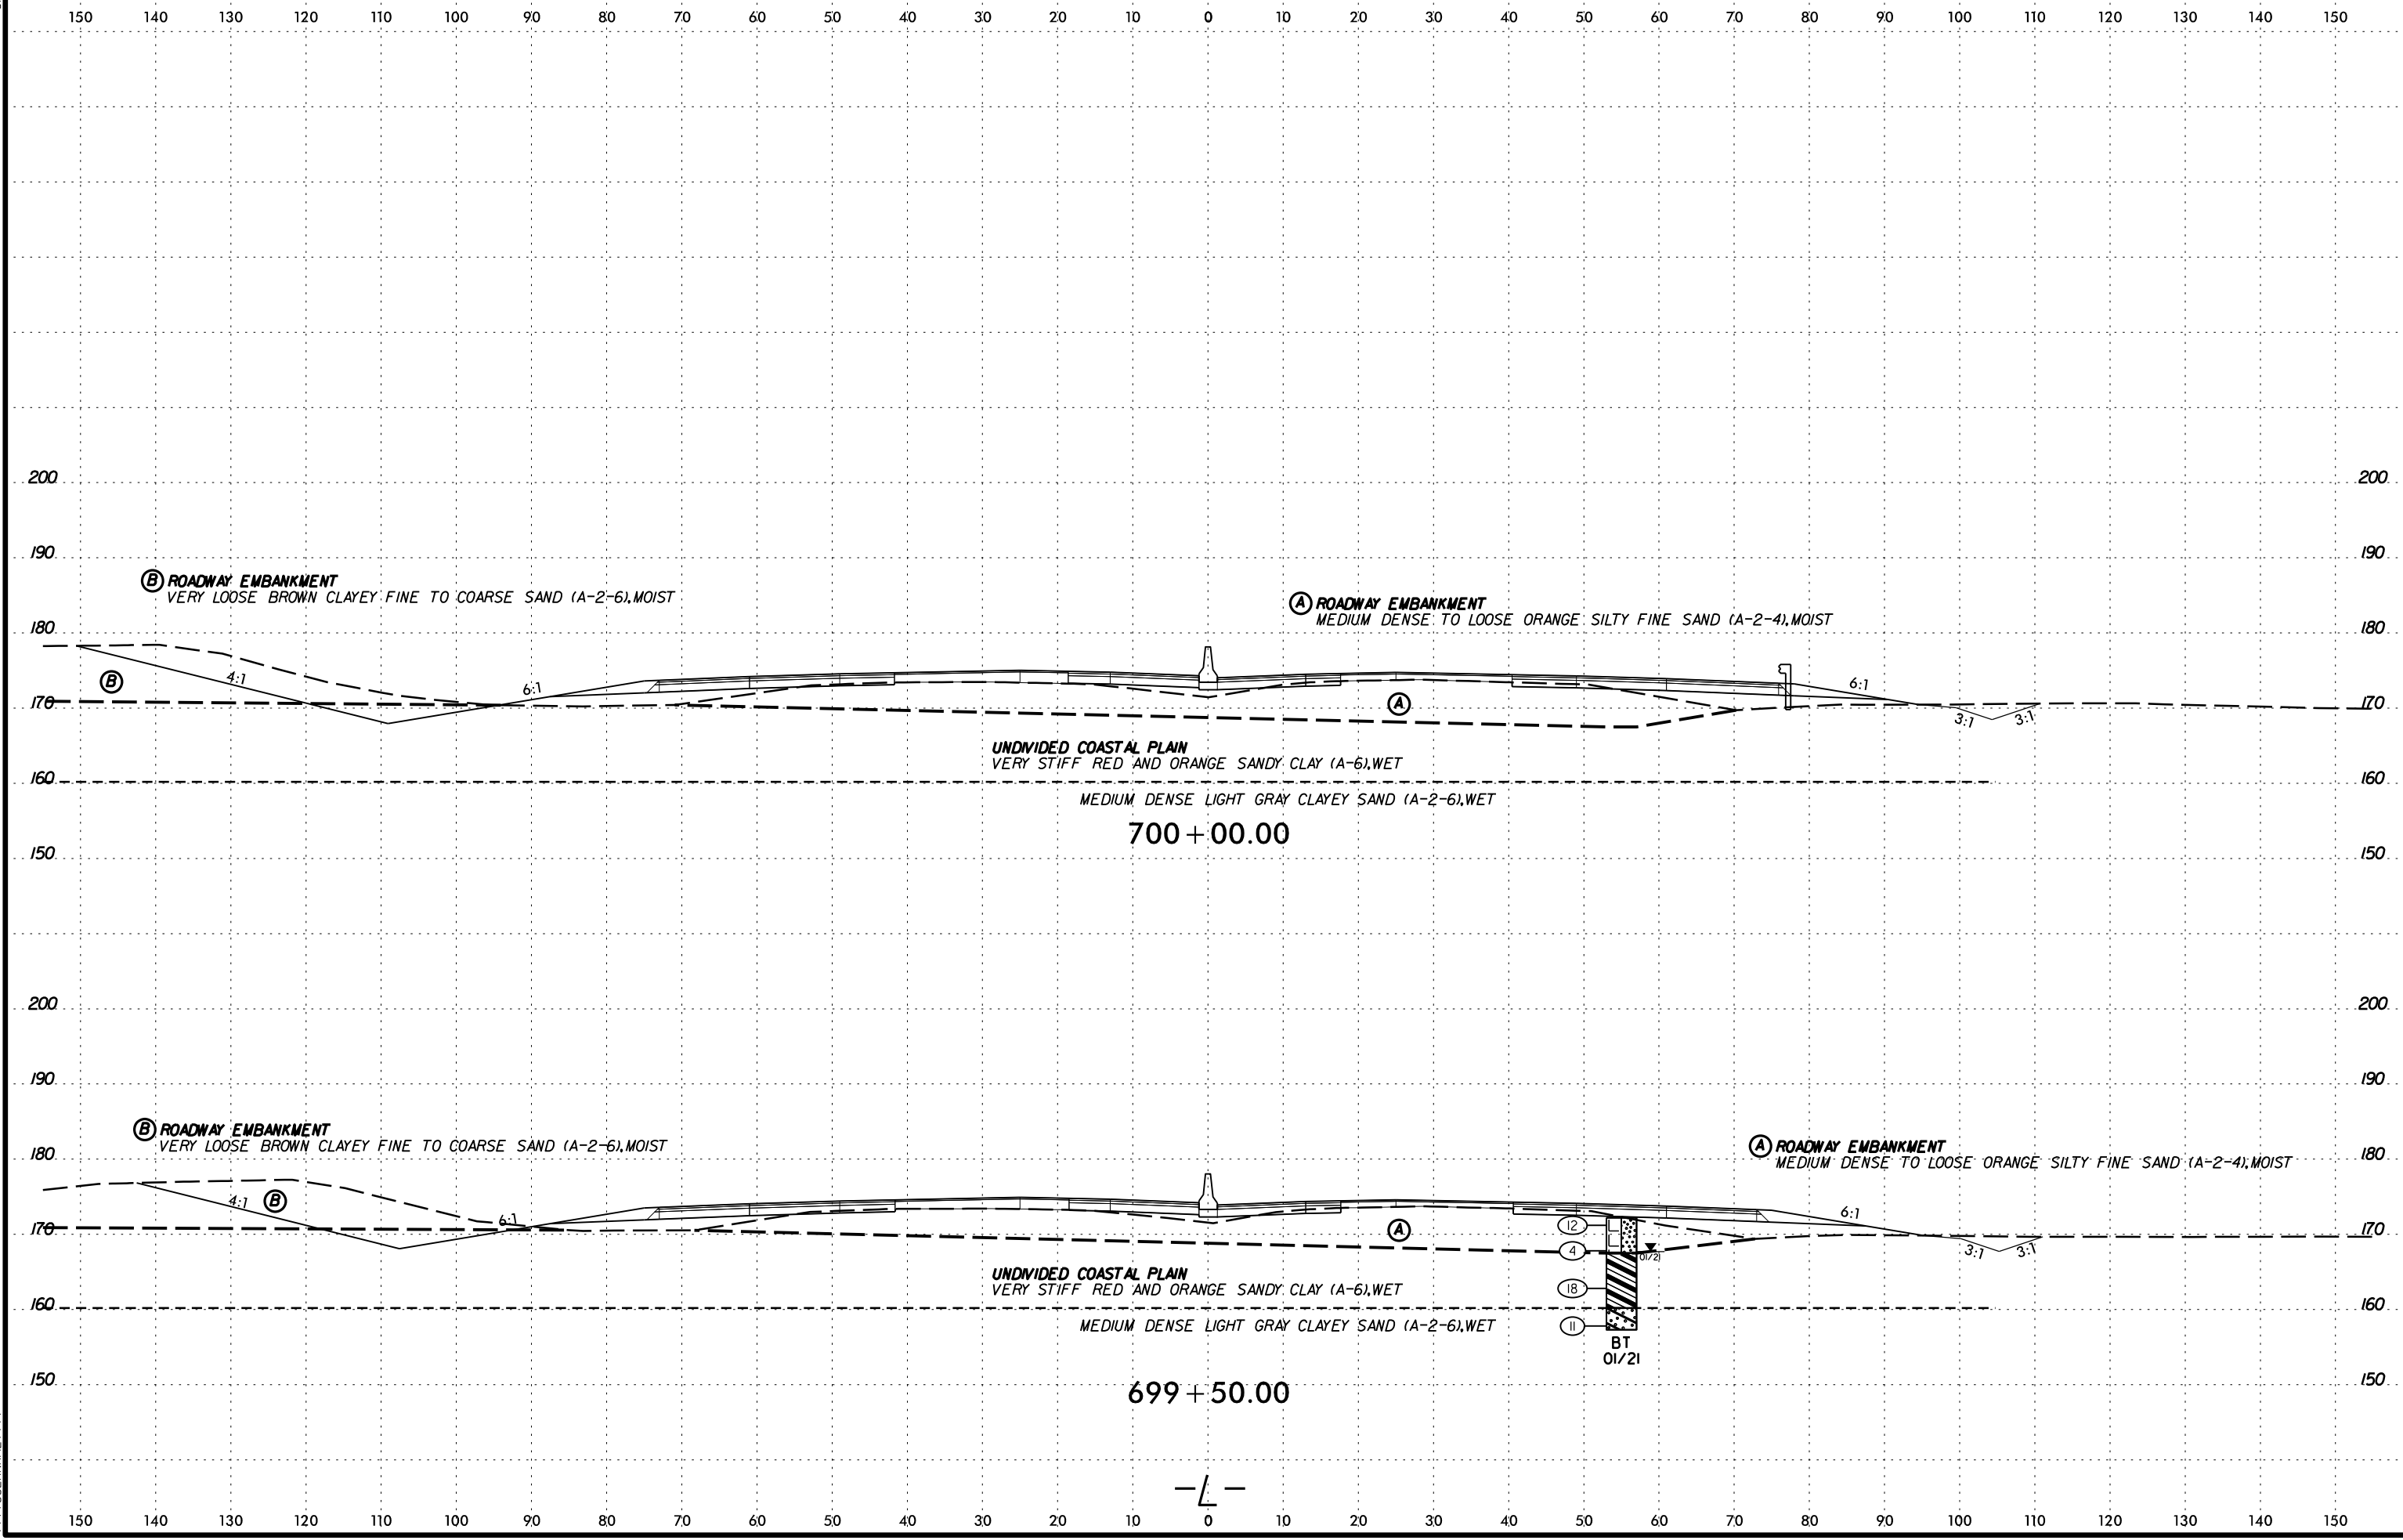 150 140 130 120 110 100 90 80 70 60 50 40 30 20 10 0 10 20 30 40 50 60 70 80 90 100 110 120 130 140 150
200 200
190 190
B ROADWAY EMBANKMENT
VERY LOOSE BROWN CLAYEY FINE TO COARSE SAND (A-2-6), MOIST
A ROADWAY EMBANKMENT
MEDIUM DENSE TO LOOSE ORANGE SILTY FINE SAND (A-2-4), MOIST
180 180
B 4:1 6:1 6:1
170 A 170
3:1 3:1
UNDIVIDED COASTAL PLAIN
VERY STIFF RED AND ORANGE SANDY CLAY (A-6), WET
160 160
MEDIUM DENSE LIGHT GRAY CLAYEY SAND (A-2-6), WET
700+00.00
150 150
200 200
190 190
B ROADWAY EMBANKMENT
VERY LOOSE BROWN CLAYEY FINE TO COARSE SAND (A-2-6), MOIST
A ROADWAY EMBANKMENT
MEDIUM DENSE TO LOOSE ORANGE SILTY FINE SAND (A-2-4), MOIST
180 180
4:1 B 6:1 6:1
170 A 12 170
4 3:1 3:1
UNDIVIDED COASTAL PLAIN
VERY STIFF RED AND ORANGE SANDY CLAY (A-6), WET
18
160 160
MEDIUM DENSE LIGHT GRAY CLAYEY SAND (A-2-6), WET
11
BT
01/21
150 150
699+50.00
-L-
150 140 130 120 110 100 90 80 70 60 50 40 30 20 10 0 10 20 30 40 50 60 70 80 90 100 110 120 130 140 150